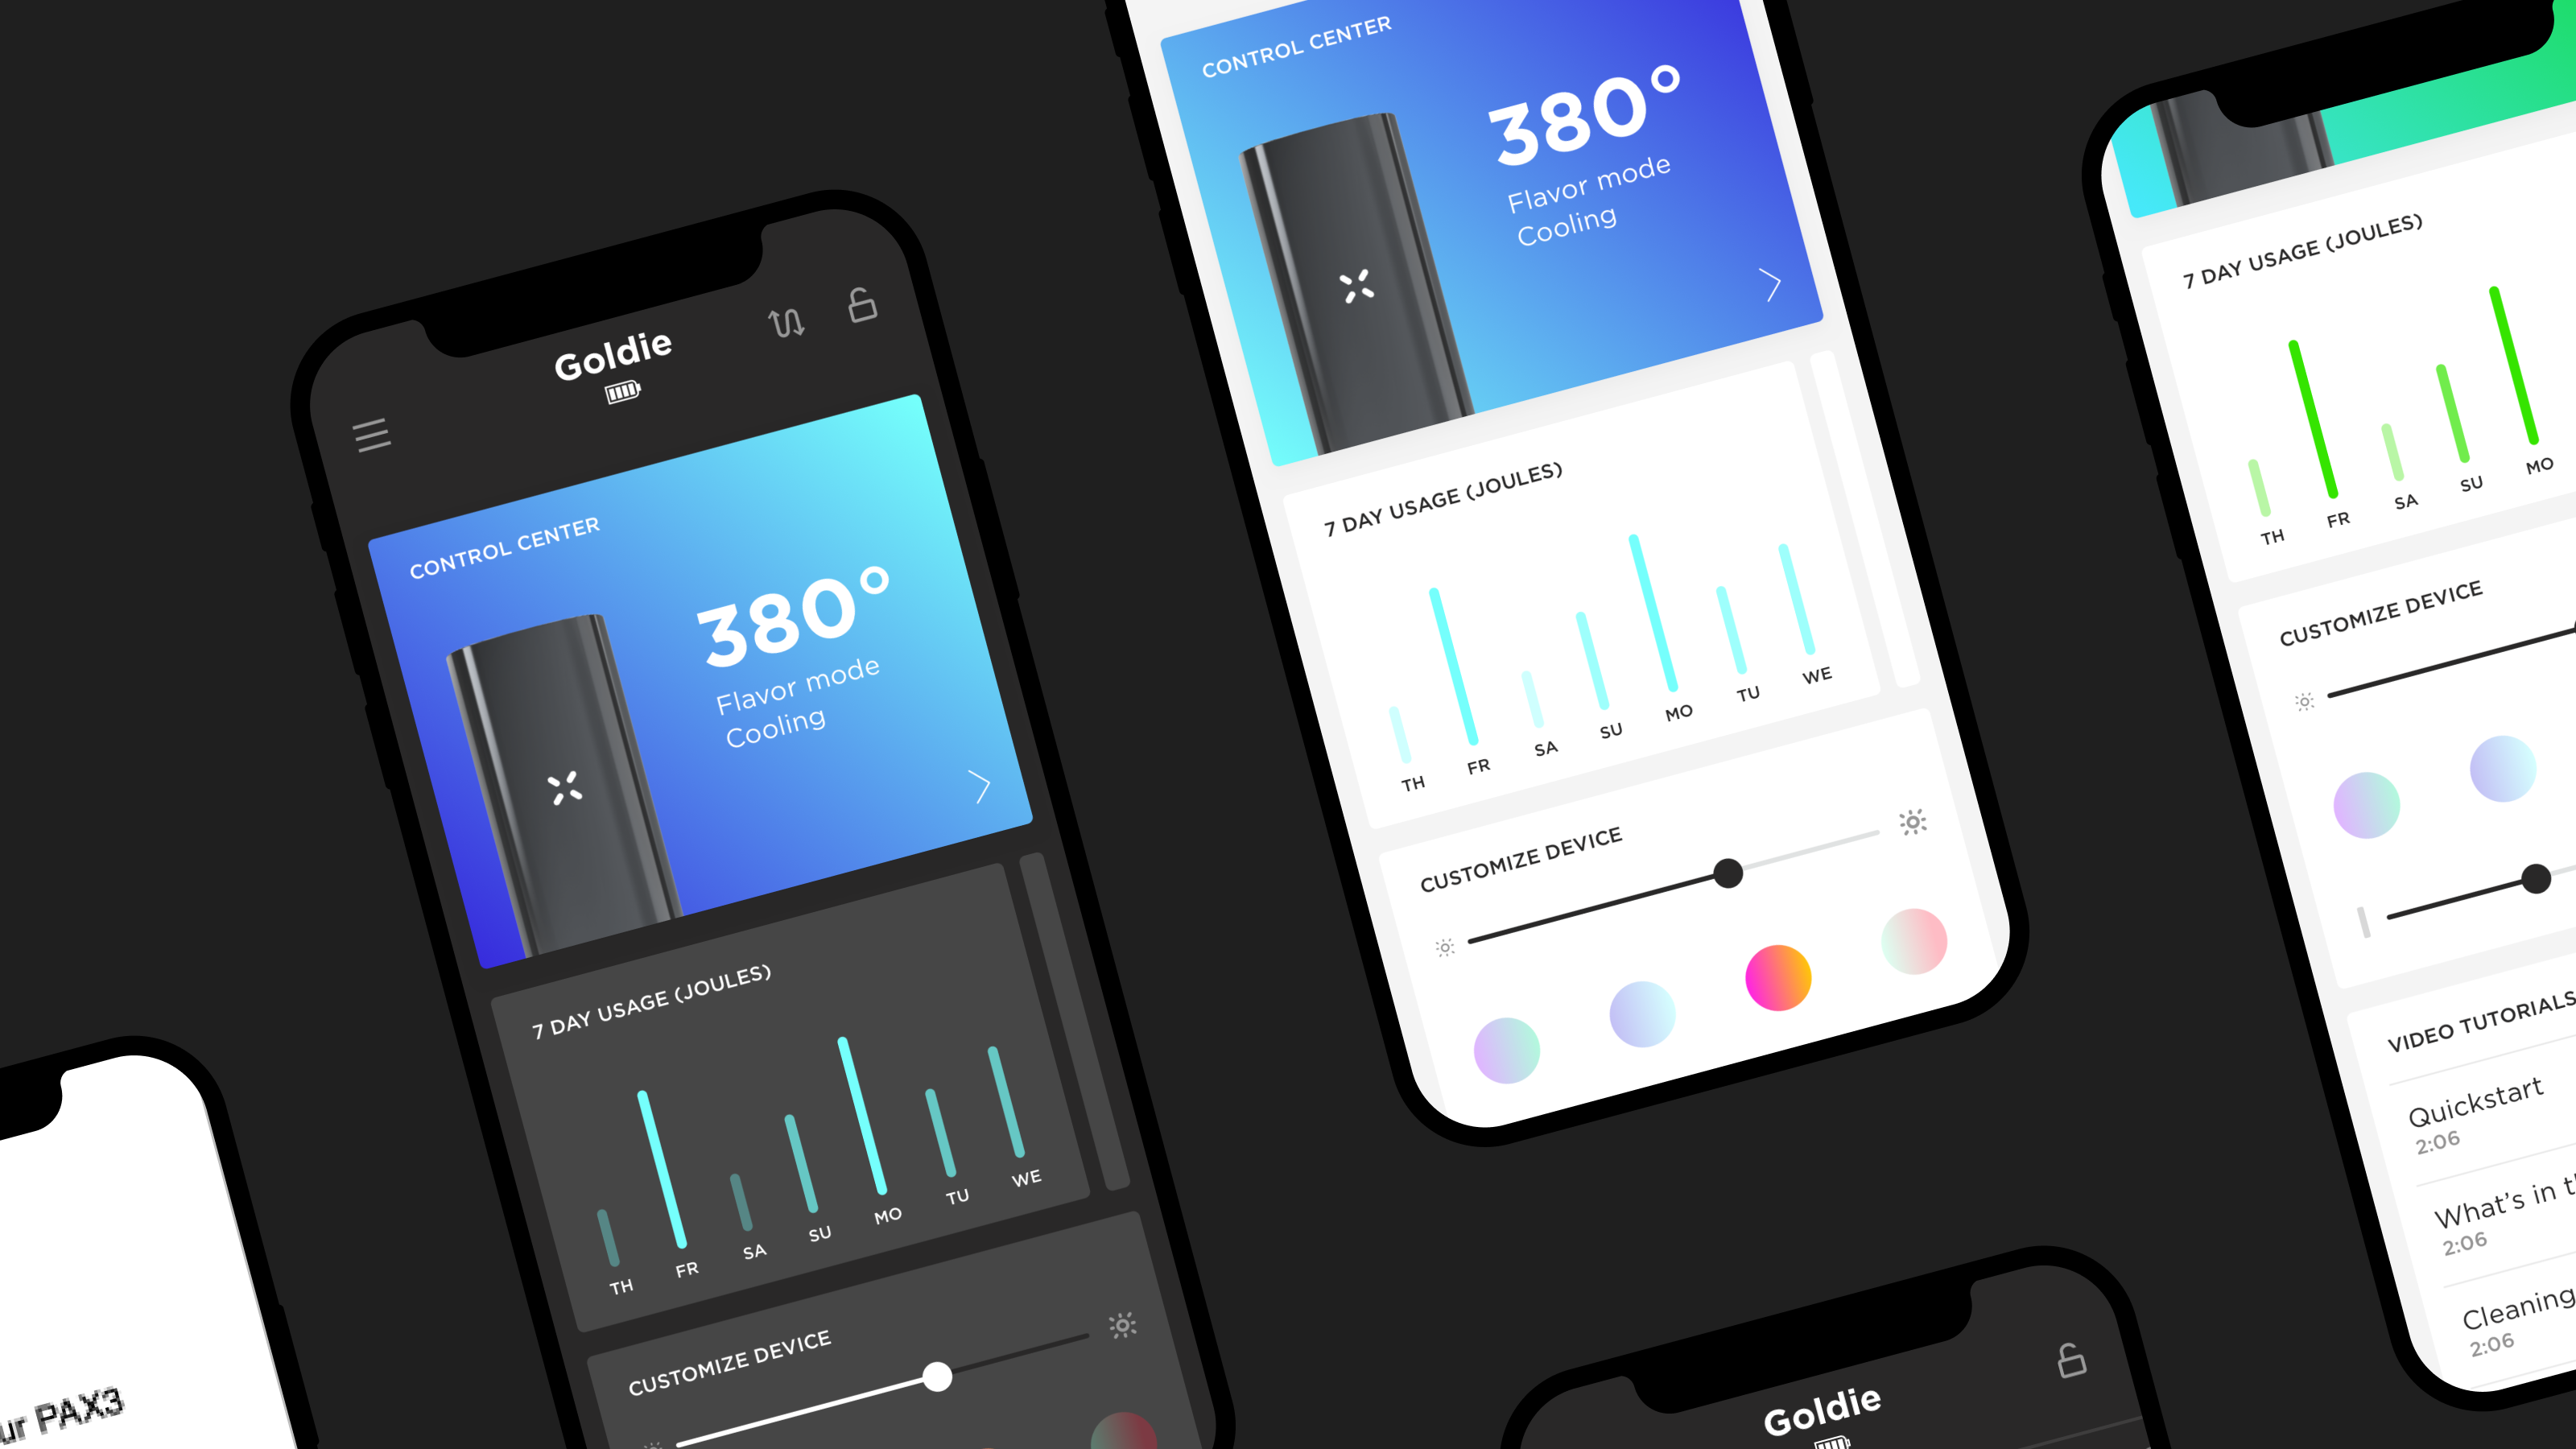 ur PAX3
Goldie
CONTROL CENTER
380°
Flavor mode
Cooling
7 DAY USAGE (JOULES)
TH FR SA SU MO TU WE
CUSTOMIZE DEVICE
CONTROL CENTER
380°
Flavor mode
Cooling
7 DAY USAGE (JOULES)
TH FR SA SU MO TU WE
CUSTOMIZE DEVICE
Goldie
7 DAY USAGE (JOULES)
TH FR SA SU MO
CUSTOMIZE DEVICE
VIDEO TUTORIALS
Quickstart
2:06
What's in t
2:06
Cleaning
2:06